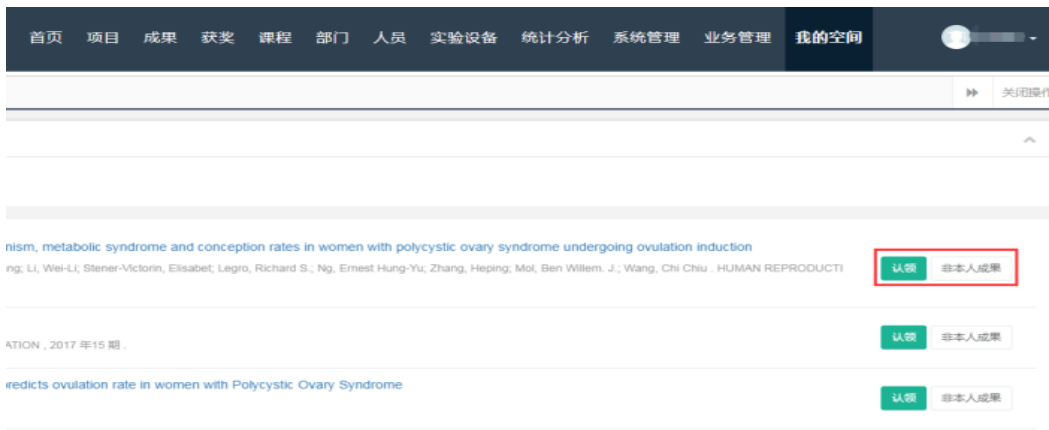 首页 项目 成果 获奖 课程 部门 人员 实验设备 统计分析 系统管理 业务管理 我的空间
关闭操作
nism, metabolic syndrome and conception rates in women with polycystic ovary syndrome undergoing ovulation induction
ng; Li, Wei-Li; Stener-Victorin, Elisabet; Legro, Richard S.; Ng, Ernest Hung-Yu; Zhang, Heping; Mol, Ben Willem. J.; Wang, Chi Chiu . HUMAN REPRODUCTI
认领 非本人成果
ATION , 2017 年15 期 .
认领 非本人成果
redicts ovulation rate in women with Polycystic Ovary Syndrome
认领 非本人成果